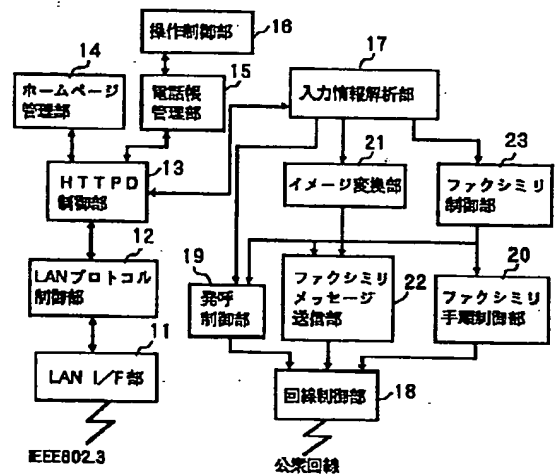 操作制御部
16
14
17
15
ホームページ
管理部
電話帳
管理部
入力情報解析部
21
23
13
HTTPD
制御部
イメージ変換部
ファクシミリ
制御部
12
19
20
LANプロトコル
制御部
発呼
制御部
ファクシミリ
メッセージ
送信部
22
ファクシミリ
手順制御部
11
LAN I/F部
回線制御部
18
IEEE802.3
公衆回線